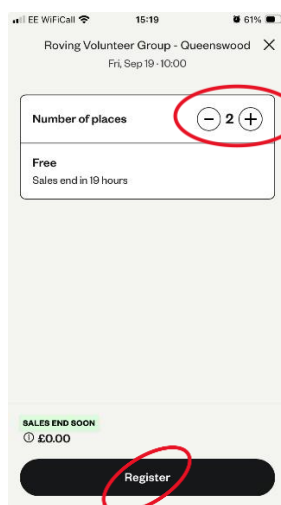 EE WiFiCall 15:19 61%
Roving Volunteer Group - Queenswood
Fri, Sep 19 · 10:00
Number of places 2
Free
Sales end in 19 hours
SALES END SOON
£0.00
Register